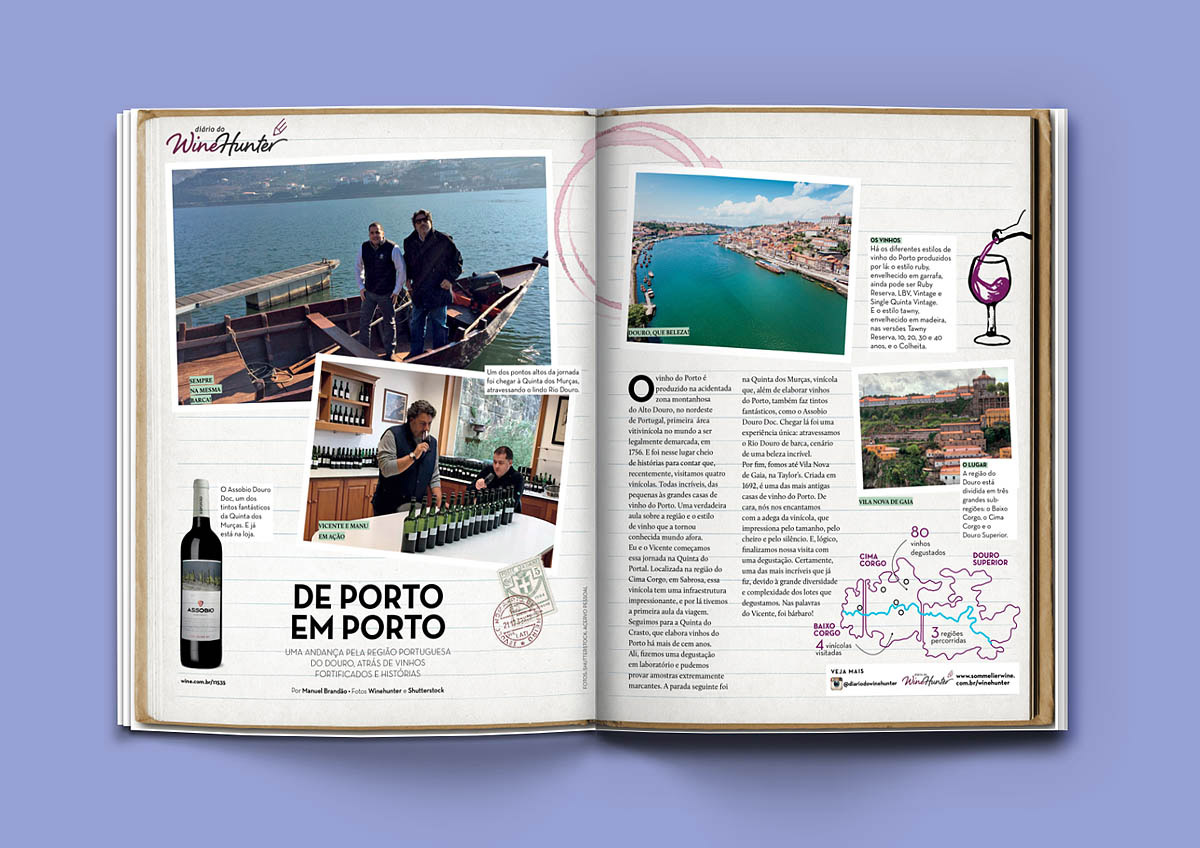 diário do
WineHunter
SEMPRE
NA MESMA
BARCA!
Um dos pontos altos da jornada
foi chegar à Quinta dos Murças,
atravessando o lindo Rio Douro.
VICENTE E MANU
EM AÇÃO
O Assobio Douro
Doc, um dos
tintos fantásticos
da Quinta dos
Murças. E já
está na loja.
ASSOBIO
wine.com.br/11535
DE PORTO
EM PORTO
UMA ANDANÇA PELA REGIÃO PORTUGUESA
DO DOURO, ATRÁS DE VINHOS
FORTIFICADOS E HISTÓRIAS
Por Manuel Brandão • Fotos Winehunter e Shutterstock
FOTOS: SHUTTERSTOCK; ACERVO PESSOAL
DOURO, QUE BELEZA!
OS VINHOS
Há os diferentes estilos de
vinho do Porto produzidos
por lá: o estilo ruby,
envelhecido em garrafa,
ainda pode ser Ruby
Reserva, LBV, Vintage e
Single Quinta Vintage.
E o estilo tawny,
envelhecido em madeira,
nas versões Tawny
Reserva, 10, 20, 30 e 40
anos, e o Colheita.
O vinho do Porto é
produzido na acidentada
zona montanhosa
do Alto Douro, no nordeste
de Portugal, primeira área
vitivinícola no mundo a ser
legalmente demarcada, em
1756. E foi nesse lugar cheio
de histórias para contar que,
recentemente, visitamos quatro
vinícolas. Todas incríveis, das
pequenas às grandes casas de
vinho do Porto. Uma verdadeira
aula sobre a região e o estilo
de vinho que a tornou
conhecida mundo afora.
Eu e o Vicente começamos
essa jornada na Quinta do
Portal. Localizada na região do
Cima Corgo, em Sabrosa, essa
vinícola tem uma infraestrutura
impressionante, e por lá tivemos
a primeira aula da viagem.
Seguimos para a Quinta do
Crasto, que elabora vinhos do
Porto há mais de cem anos.
Ali, fizemos uma degustação
em laboratório e pudemos
provar amostras extremamente
marcantes. A parada seguinte foi
na Quinta dos Murças, vinícola
que, além de elaborar vinhos
do Porto, também faz tintos
fantásticos, como o Assobio
Douro Doc. Chegar lá foi uma
experiência única: atravessamos
o Rio Douro de barca, cenário
de uma beleza incrível.
Por fim, fomos até Vila Nova
de Gaia, na Taylor's. Criada em
1692, é uma das mais antigas
casas de vinho do Porto. De
cara, nós nos encantamos
com a adega da vinícola, que
impressiona pelo tamanho, pelo
cheiro e pelo silêncio. E, lógico,
finalizamos nossa visita com
uma degustação. Certamente,
uma das mais incríveis que já
fiz, devido à grande diversidade
e complexidade dos lotes que
degustamos. Nas palavras
do Vicente, foi bárbaro!
VILA NOVA DE GAIA
O LUGAR
A região do
Douro está
dividida em três
grandes sub-
regiões: o Baixo
Corgo, o Cima
Corgo e o
Douro Superior.
80
vinhos
degustados
CIMA
CORGO
DOURO
SUPERIOR
BAIXO
CORGO
4 vinícolas
visitadas
3 regiões
percorridas
VEJA MAIS
@diariodowinehunter
diário do
WineHunter
www.sommelierwine.
com.br/winehunter